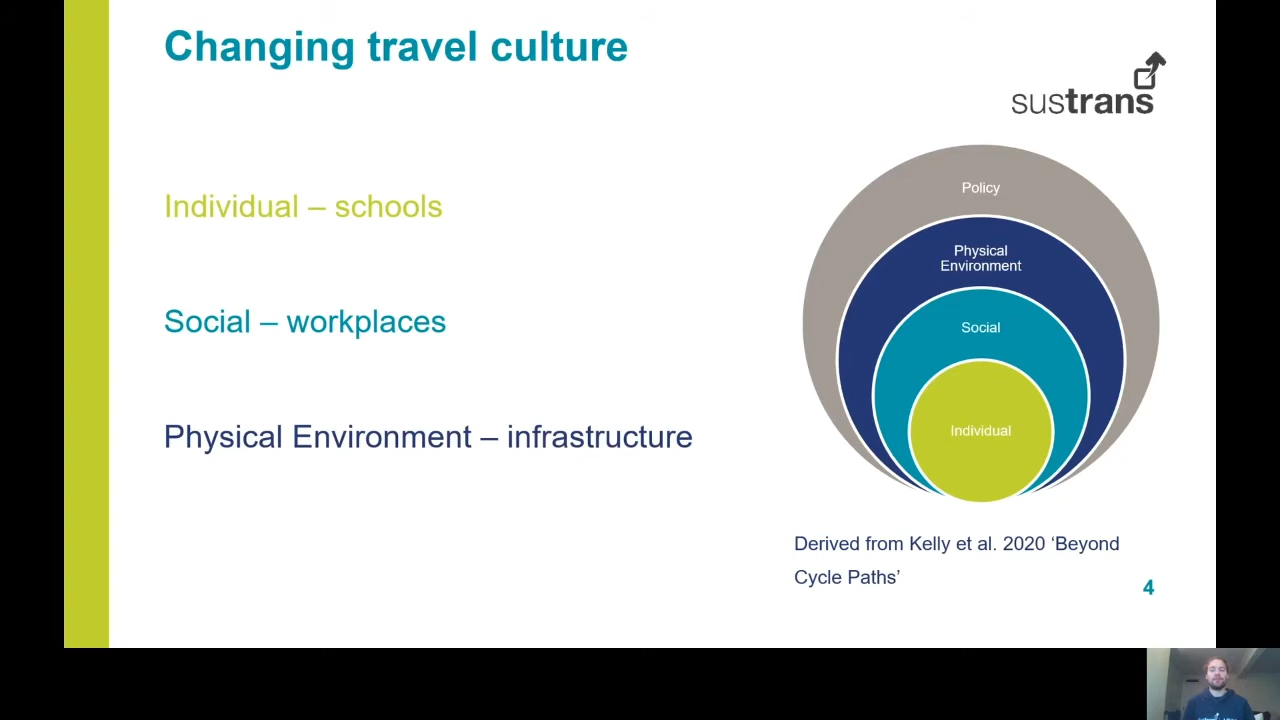 Changing travel culture
sustrans
Individual – schools
Social – workplaces
Physical Environment – infrastructure
Policy
Physical
Environment
Social
Individual
Derived from Kelly et al. 2020 ‘Beyond
Cycle Paths’
4